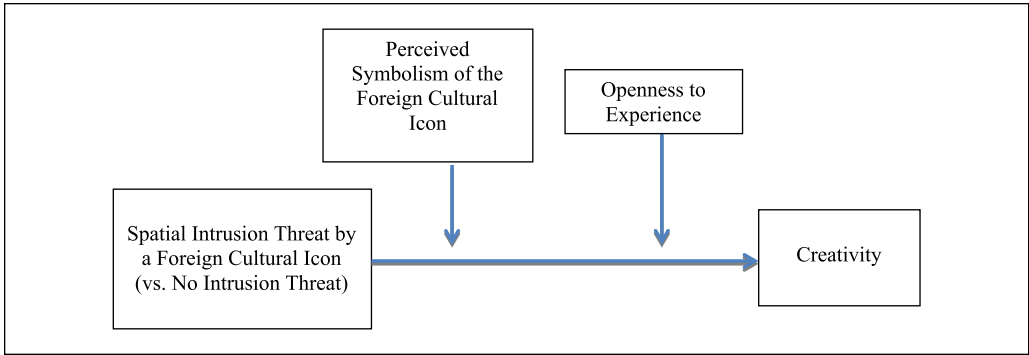 Perceived
Symbolism of the
Foreign Cultural
Icon
Openness to
Experience
Spatial Intrusion Threat by
a Foreign Cultural Icon
(vs. No Intrusion Threat)
Creativity